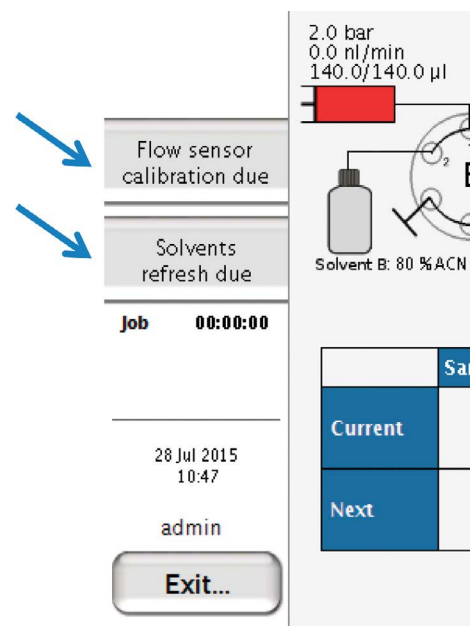 2.0 bar
0.0 nl/min
140.0/140.0 µl
Flow sensor
calibration due
2
Solvents
refresh due
Solvent B: 80 %ACN
Job 00:00:00
Current
28 Jul 2015
10:47
Next
admin
Exit...